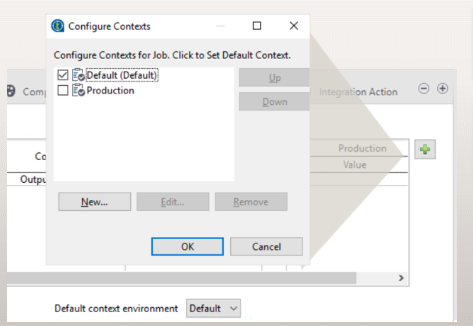 Configure Contexts
Configure Contexts for Job. Click to Set Default Context.
Default (Default)
Production
Up
Down
New...
Edit...
Remove
OK
Cancel
Comp
Integration Action
Co
Production
Value
Outpu
Default context environment Default